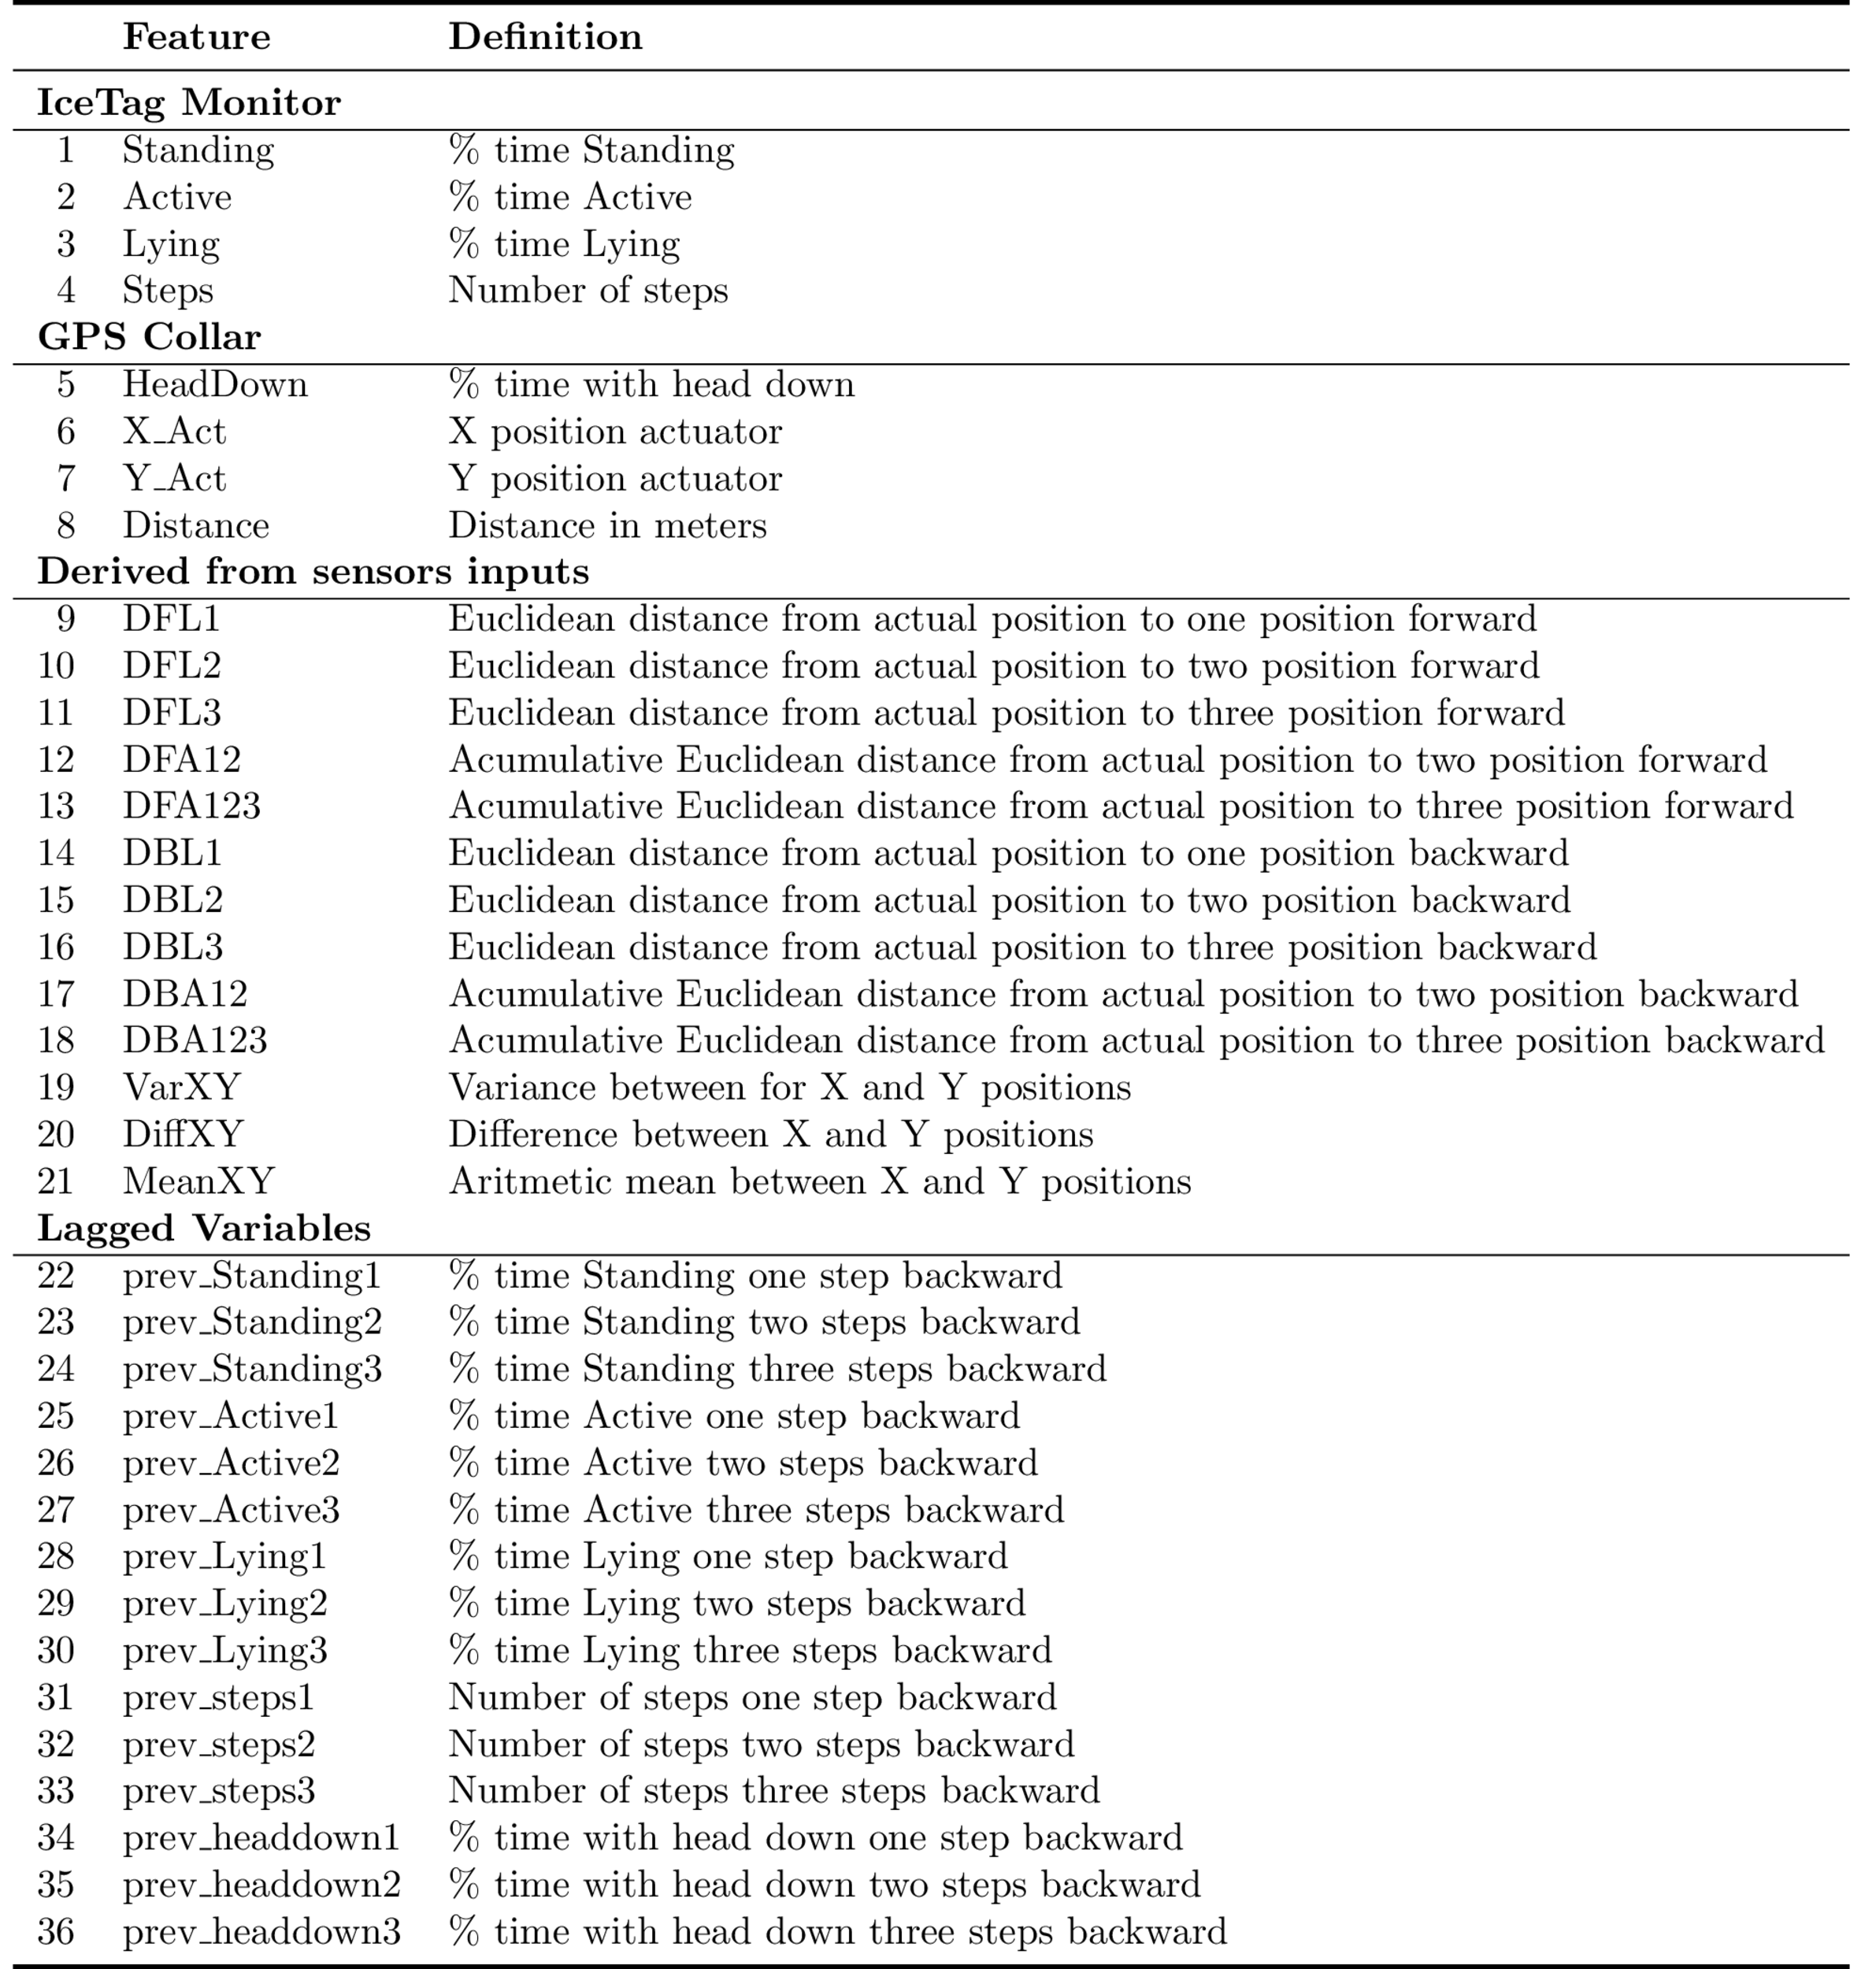 Feature Definition
IceTag Monitor
1 Standing % time Standing
2 Active % time Active
3 Lying % time Lying
4 Steps Number of steps
GPS Collar
5 HeadDown % time with head down
6 X_Act X position actuator
7 Y_Act Y position actuator
8 Distance Distance in meters
Derived from sensors inputs
9 DFL1 Euclidean distance from actual position to one position forward
10 DFL2 Euclidean distance from actual position to two position forward
11 DFL3 Euclidean distance from actual position to three position forward
12 DFA12 Acumulative Euclidean distance from actual position to two position forward
13 DFA123 Acumulative Euclidean distance from actual position to three position forward
14 DBL1 Euclidean distance from actual position to one position backward
15 DBL2 Euclidean distance from actual position to two position backward
16 DBL3 Euclidean distance from actual position to three position backward
17 DBA12 Acumulative Euclidean distance from actual position to two position backward
18 DBA123 Acumulative Euclidean distance from actual position to three position backward
19 VarXY Variance between for X and Y positions
20 DiffXY Difference between X and Y positions
21 MeanXY Aritmetic mean between X and Y positions
Lagged Variables
22 prev_Standing1 % time Standing one step backward
23 prev_Standing2 % time Standing two steps backward
24 prev_Standing3 % time Standing three steps backward
25 prev_Active1 % time Active one step backward
26 prev_Active2 % time Active two steps backward
27 prev_Active3 % time Active three steps backward
28 prev_Lying1 % time Lying one step backward
29 prev_Lying2 % time Lying two steps backward
30 prev_Lying3 % time Lying three steps backward
31 prev_steps1 Number of steps one step backward
32 prev_steps2 Number of steps two steps backward
33 prev_steps3 Number of steps three steps backward
34 prev_headdown1 % time with head down one step backward
35 prev_headdown2 % time with head down two steps backward
36 prev_headdown3 % time with head down three steps backward